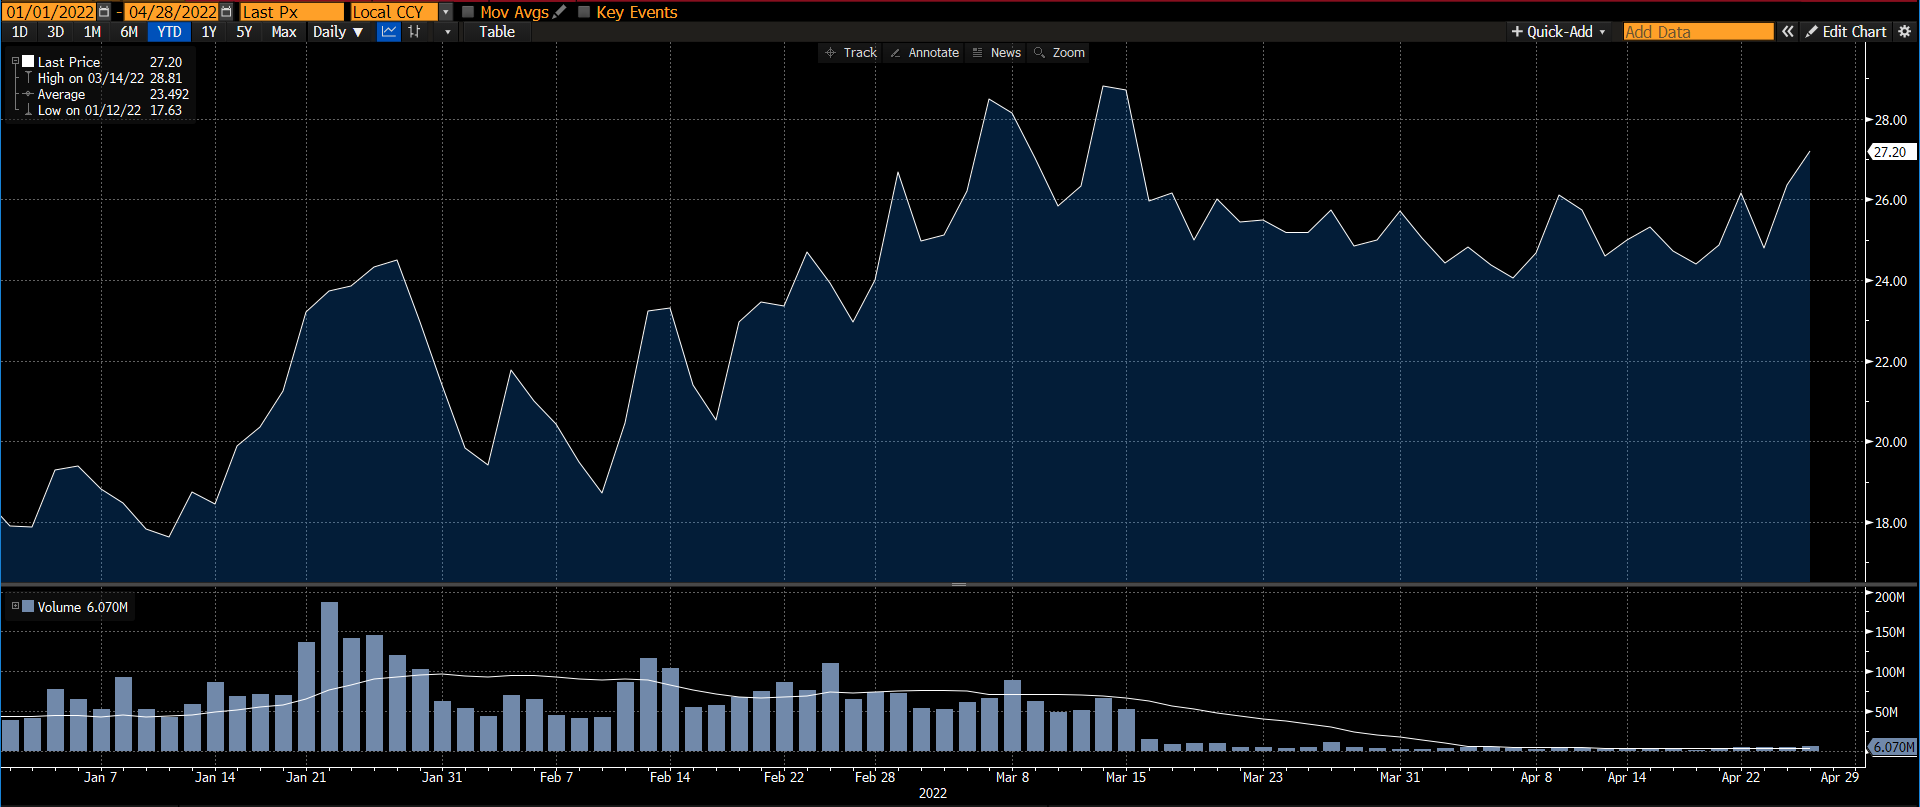 01/01/2022 - 04/28/2022 Last Px Local CCY Mov Avgs Key Events
1D 3D 1M 6M YTD 1Y 5Y Max Daily ▼ Table + Quick-Add Add Data « Edit Chart
Track Annotate News Zoom
Last Price 27.20
High on 03/14/22 28.81
Average 23.492
Low on 01/12/22 17.63
28.00
27.20
26.00
24.00
22.00
20.00
18.00
Volume 6.070M
200M
150M
100M
50M
6.070M
Jan 7 Jan 14 Jan 21 Jan 31 Feb 7 Feb 14 Feb 22 Feb 28 Mar 8 Mar 15 Mar 23 Mar 31 Apr 8 Apr 14 Apr 22 Apr 29
2022